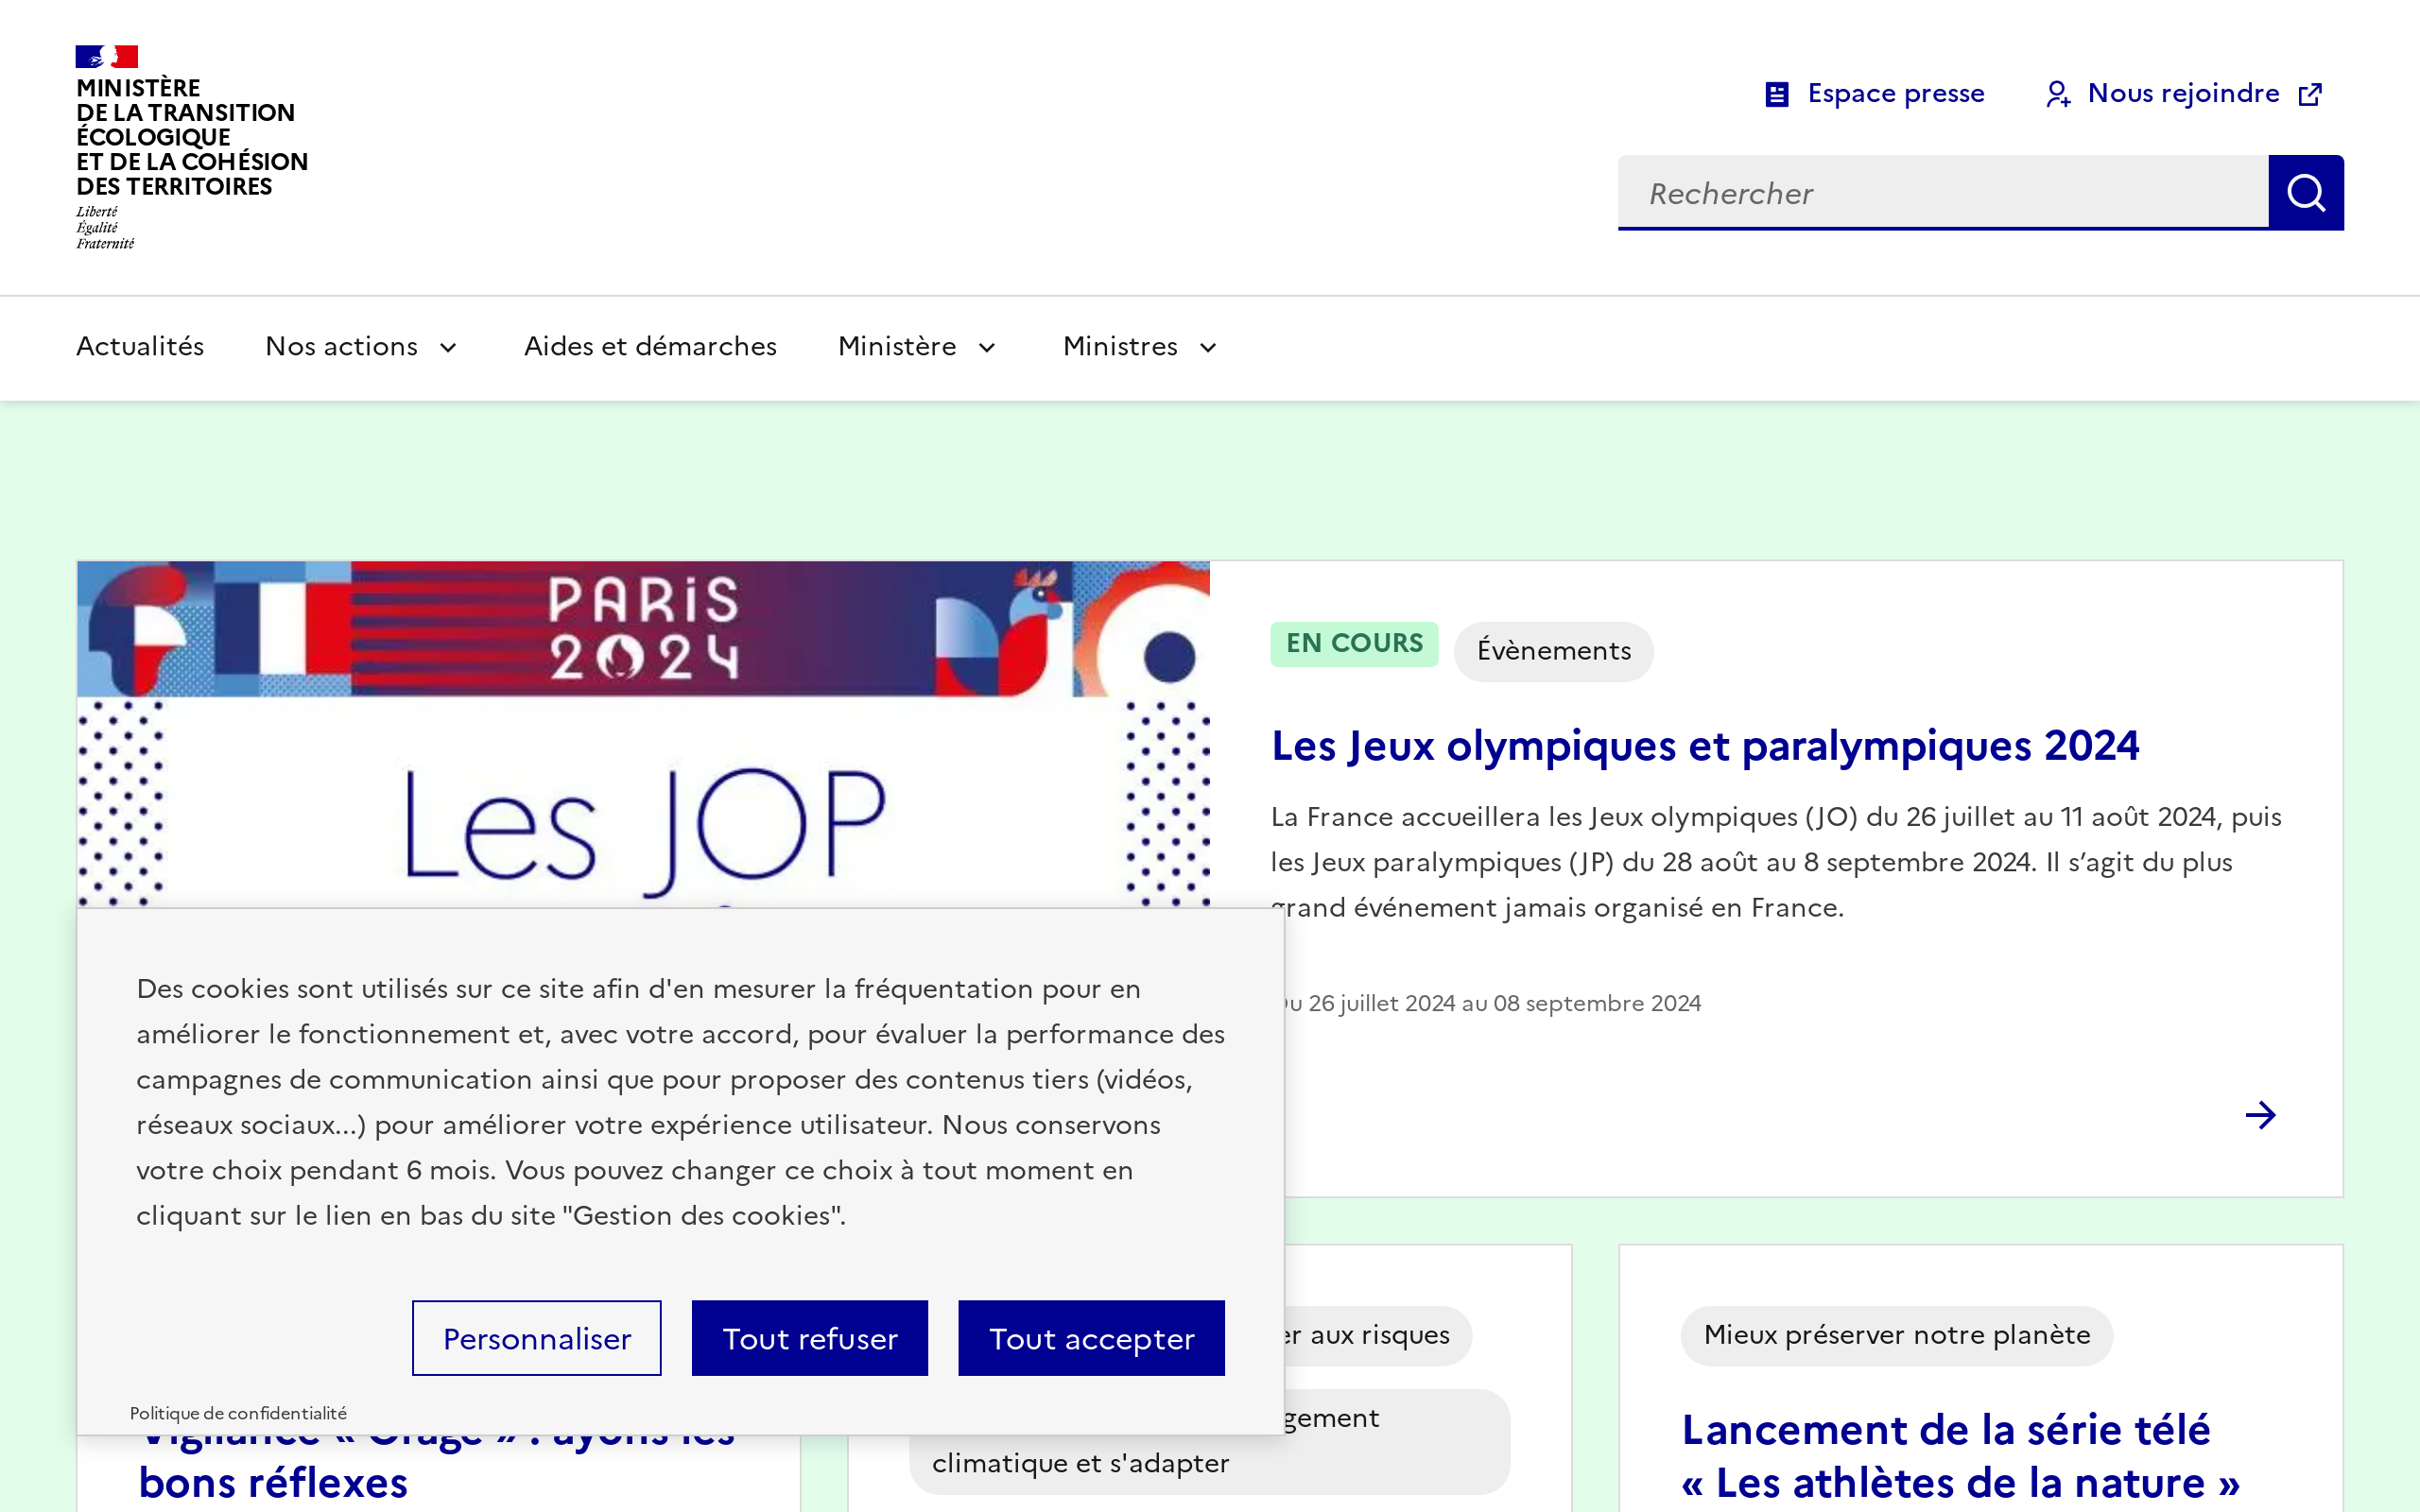 MINISTÈRE
DE LA TRANSITION
ÉCOLOGIQUE
ET DE LA COHÉSION
DES TERRITOIRES
Liberté
Égalité
Fraternité
Espace presse
Nous rejoindre
Rechercher
Actualités
Nos actions
Aides et démarches
Ministère
Ministres
PARIS
2024
Les JOP
EN COURS
Évènements
Les Jeux olympiques et paralympiques 2024
La France accueillera les Jeux olympiques (JO) du 26 juillet au 11 août 2024, puis
les Jeux paralympiques (JP) du 28 août au 8 septembre 2024. Il s’agit du plus
grand événement jamais organisé en France.
Du 26 juillet 2024 au 08 septembre 2024
Des cookies sont utilisés sur ce site afin d'en mesurer la fréquentation pour en
améliorer le fonctionnement et, avec votre accord, pour évaluer la performance des
campagnes de communication ainsi que pour proposer des contenus tiers (vidéos,
réseaux sociaux...) pour améliorer votre expérience utilisateur. Nous conservons
votre choix pendant 6 mois. Vous pouvez changer ce choix à tout moment en
cliquant sur le lien en bas du site "Gestion des cookies".
Personnaliser
Tout refuser
Tout accepter
Politique de confidentialité
Vigilance « Orage » : ayons les
bons réflexes
aux risques
climatique et s'adapter
Mieux préserver notre planète
Lancement de la série télé
« Les athlètes de la nature »